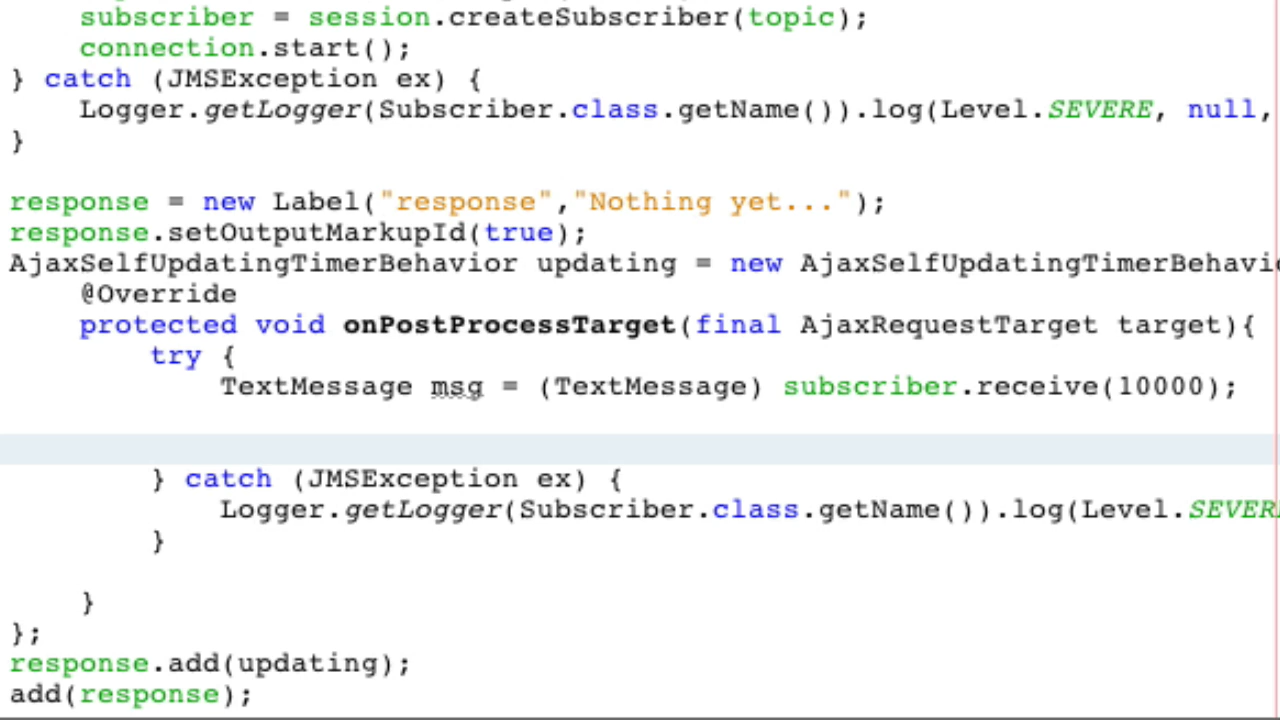 subscriber = session.createSubscriber(topic);
connection.start();
} catch (JMSException ex) {
Logger.getLogger(Subscriber.class.getName()).log(Level.SEVERE, null,
}
response = new Label("response","Nothing yet...");
response.setOutputMarkupId(true);
AjaxSelfUpdatingTimerBehavior updating = new AjaxSelfUpdatingTimerBehavi
@Override
protected void onPostProcessTarget(final AjaxRequestTarget target){
try {
TextMessage msg = (TextMessage) subscriber.receive(10000);
} catch (JMSException ex) {
Logger.getLogger(Subscriber.class.getName()).log(Level.SEVER
}
}
};
response.add(updating);
add(response);